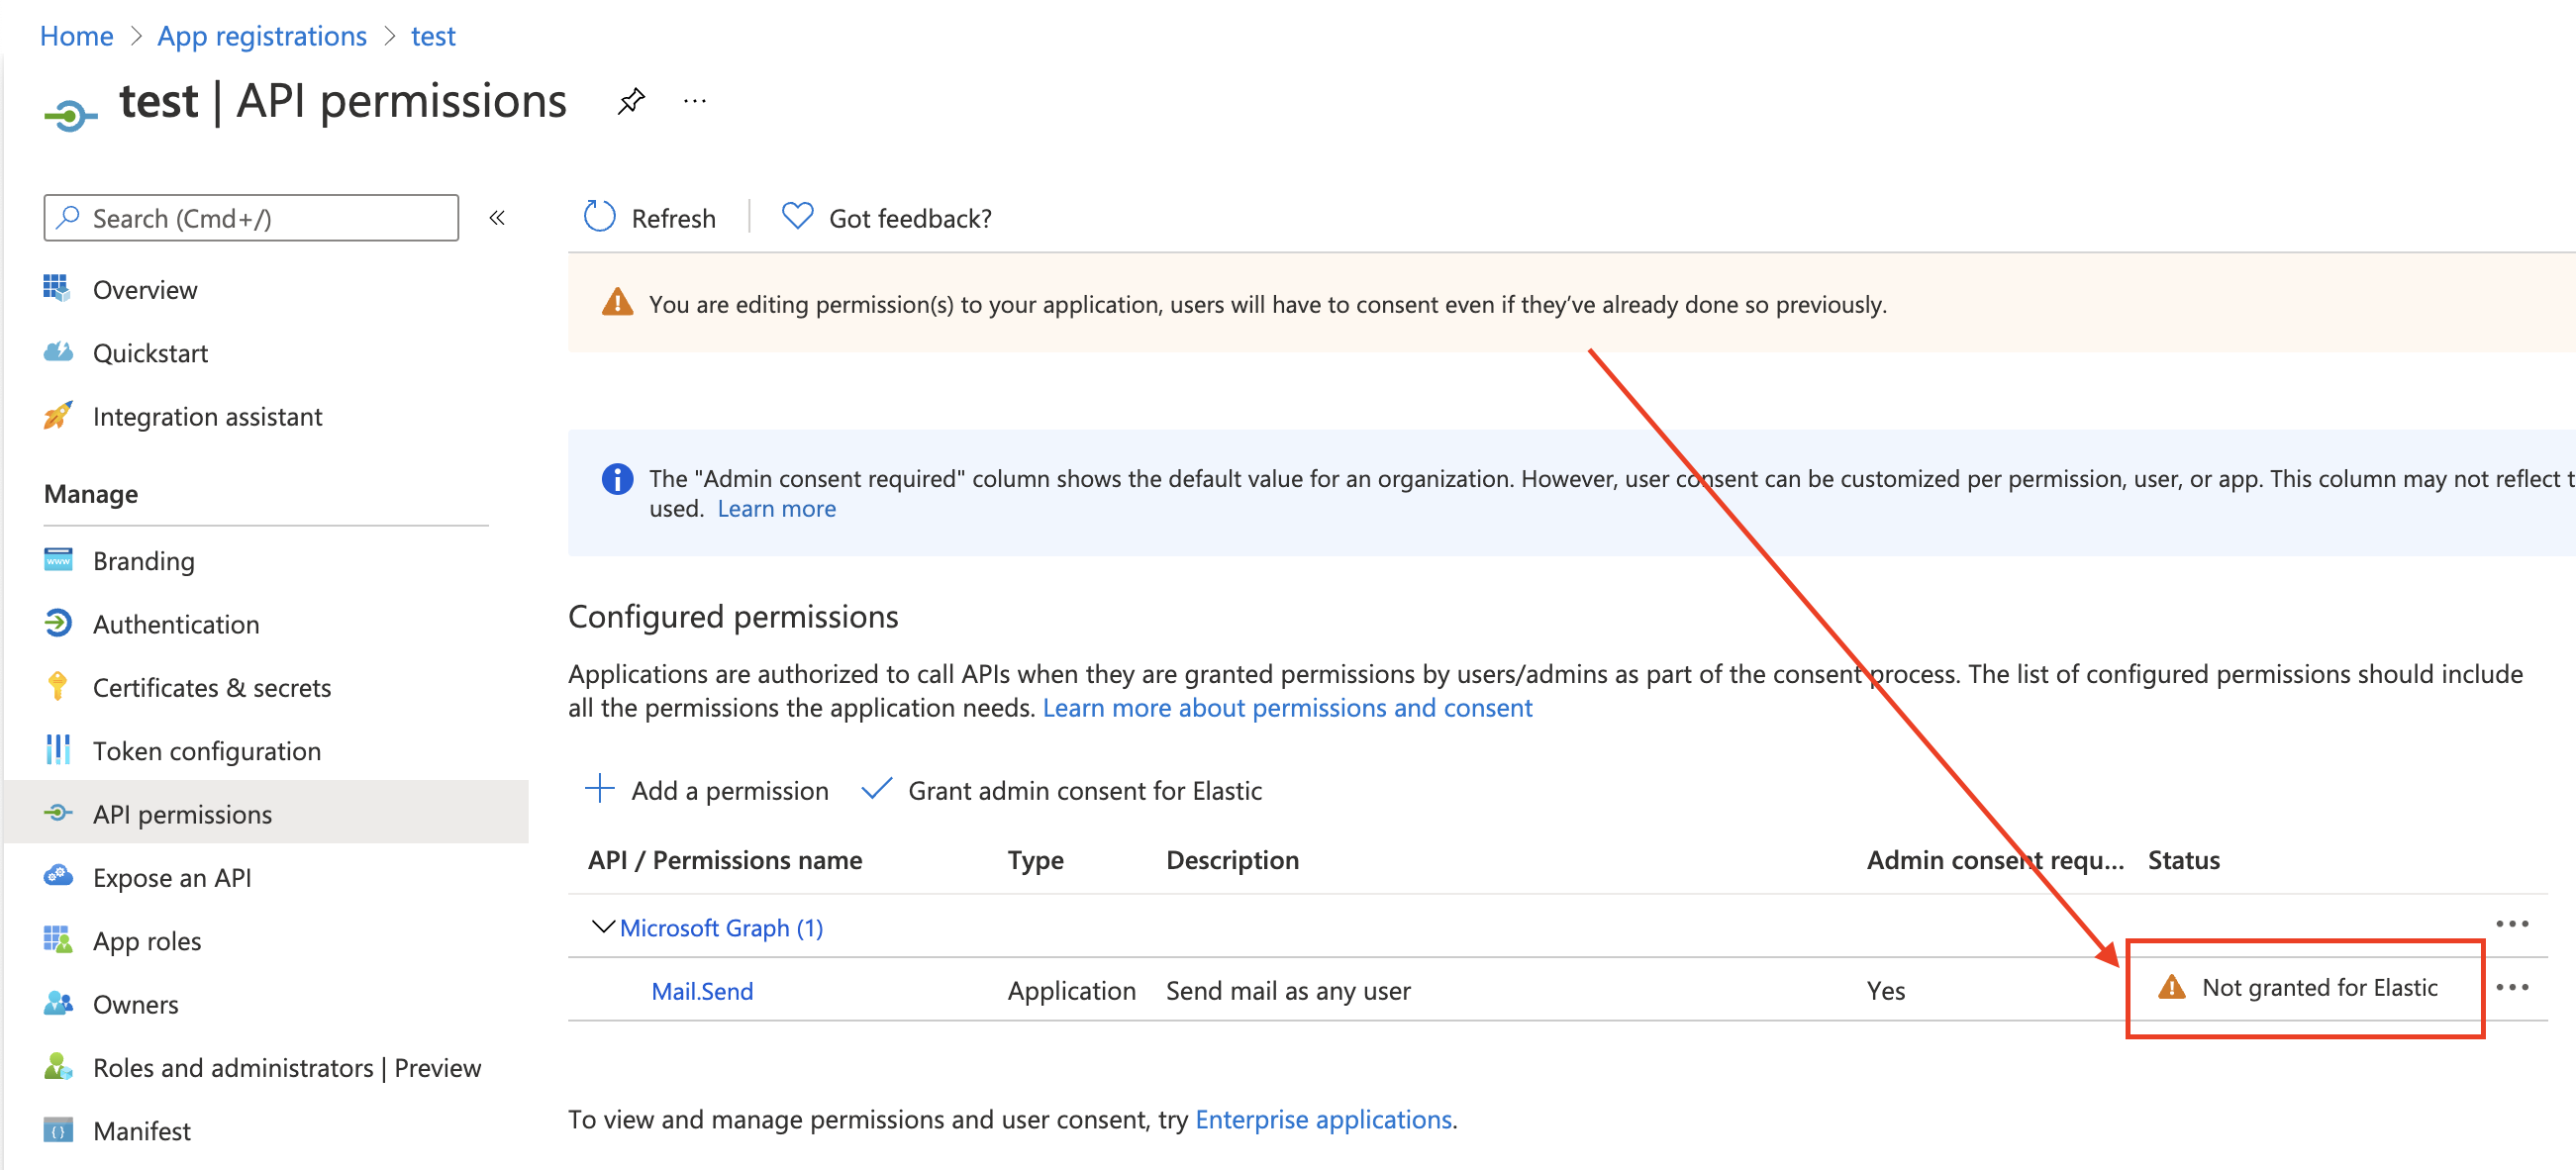 Home > App registrations > test
test | API permissions ...
Search (Cmd+/) «
Refresh | Got feedback?
Overview
You are editing permission(s) to your application, users will have to consent even if they’ve already done so previously.
Quickstart
Integration assistant
The "Admin consent required" column shows the default value for an organization. However, user consent can be customized per permission, user, or app. This column may not reflect t
used. Learn more
Manage
Branding
Authentication
Certificates & secrets
Token configuration
API permissions
Expose an API
App roles
Owners
Roles and administrators | Preview
Manifest
Configured permissions
Applications are authorized to call APIs when they are granted permissions by users/admins as part of the consent process. The list of configured permissions should include
all the permissions the application needs. Learn more about permissions and consent
Add a permission Grant admin consent for Elastic
API / Permissions name Type Description Admin consent requ... Status
Microsoft Graph (1) ...
Mail.Send Application Send mail as any user Yes Not granted for Elastic ...
To view and manage permissions and user consent, try Enterprise applications.